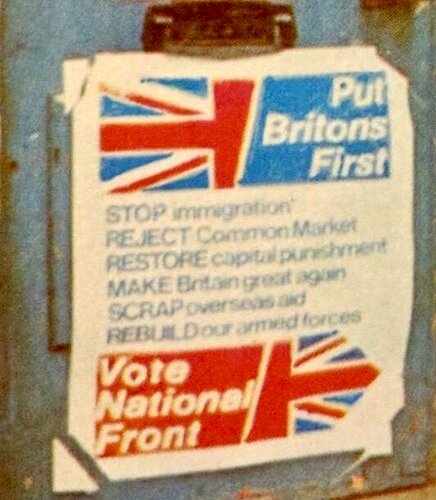 Put
Britons
First
STOP immigration
REJECT Common Market
RESTORE capital punishment
MAKE Britain great again
SCRAP overseas aid
REBUILD our armed forces
Vote
National
Front